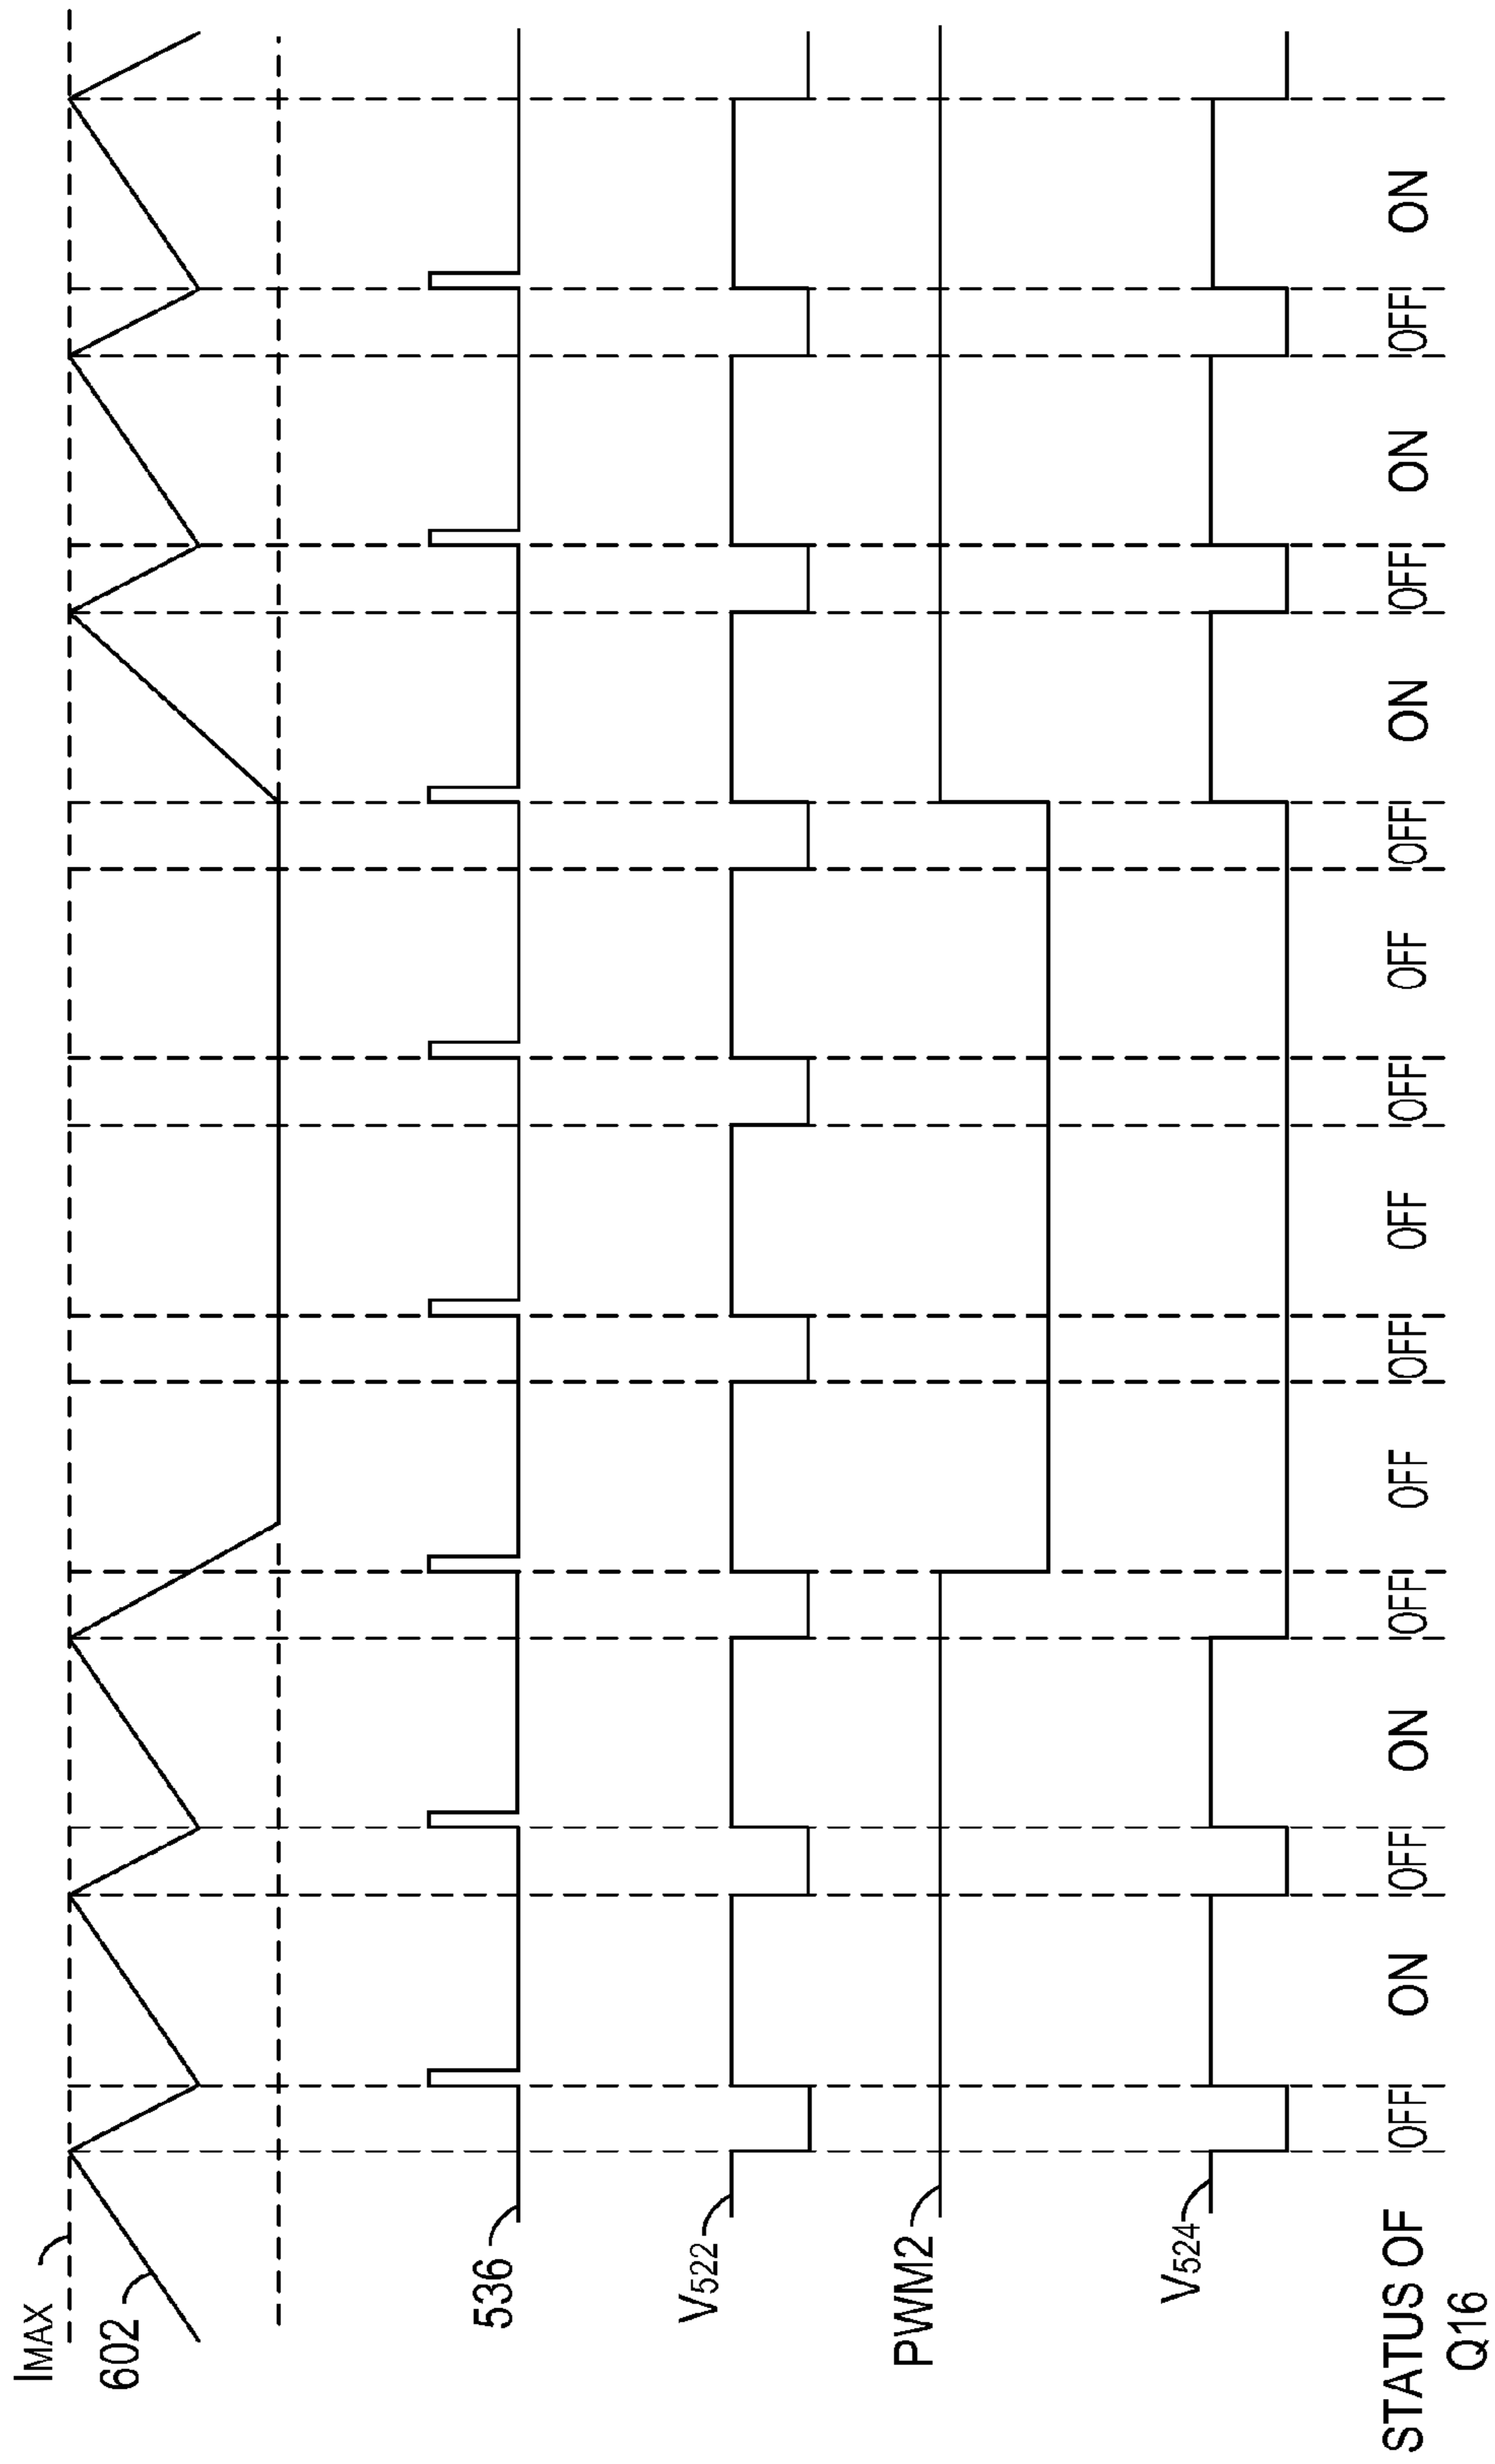 IMAX
602
536
V522
PWM2
V524
STATUS OF
Q16
OFF ON OFF ON OFF OFF OFF OFF OFF OFF OFF ON OFF ON OFF ON